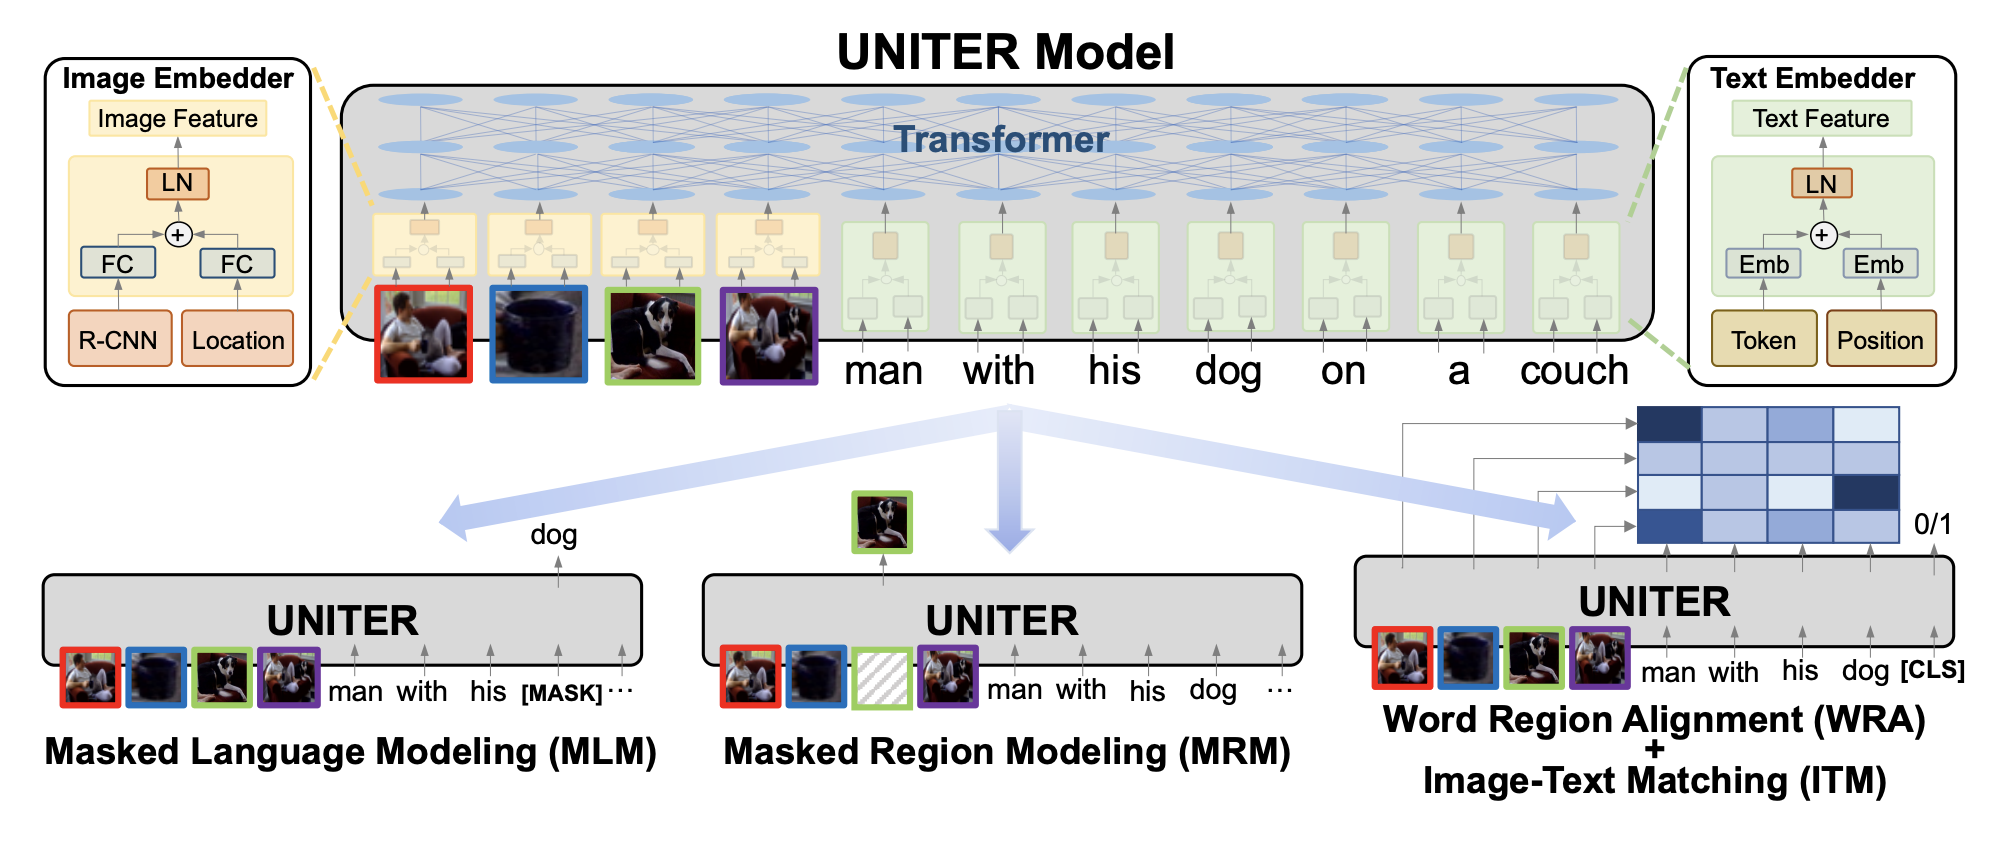 UNITER Model
Image Embedder
Image Feature
LN
+
FC FC
R-CNN Location
Transformer
man with his dog on a couch
Text Embedder
Text Feature
LN
+
Emb Emb
Token Position
dog
UNITER
man with his [MASK] ...
Masked Language Modeling (MLM)
UNITER
man with his dog ...
Masked Region Modeling (MRM)
0/1
UNITER
man with his dog [CLS]
Word Region Alignment (WRA)
+
Image-Text Matching (ITM)